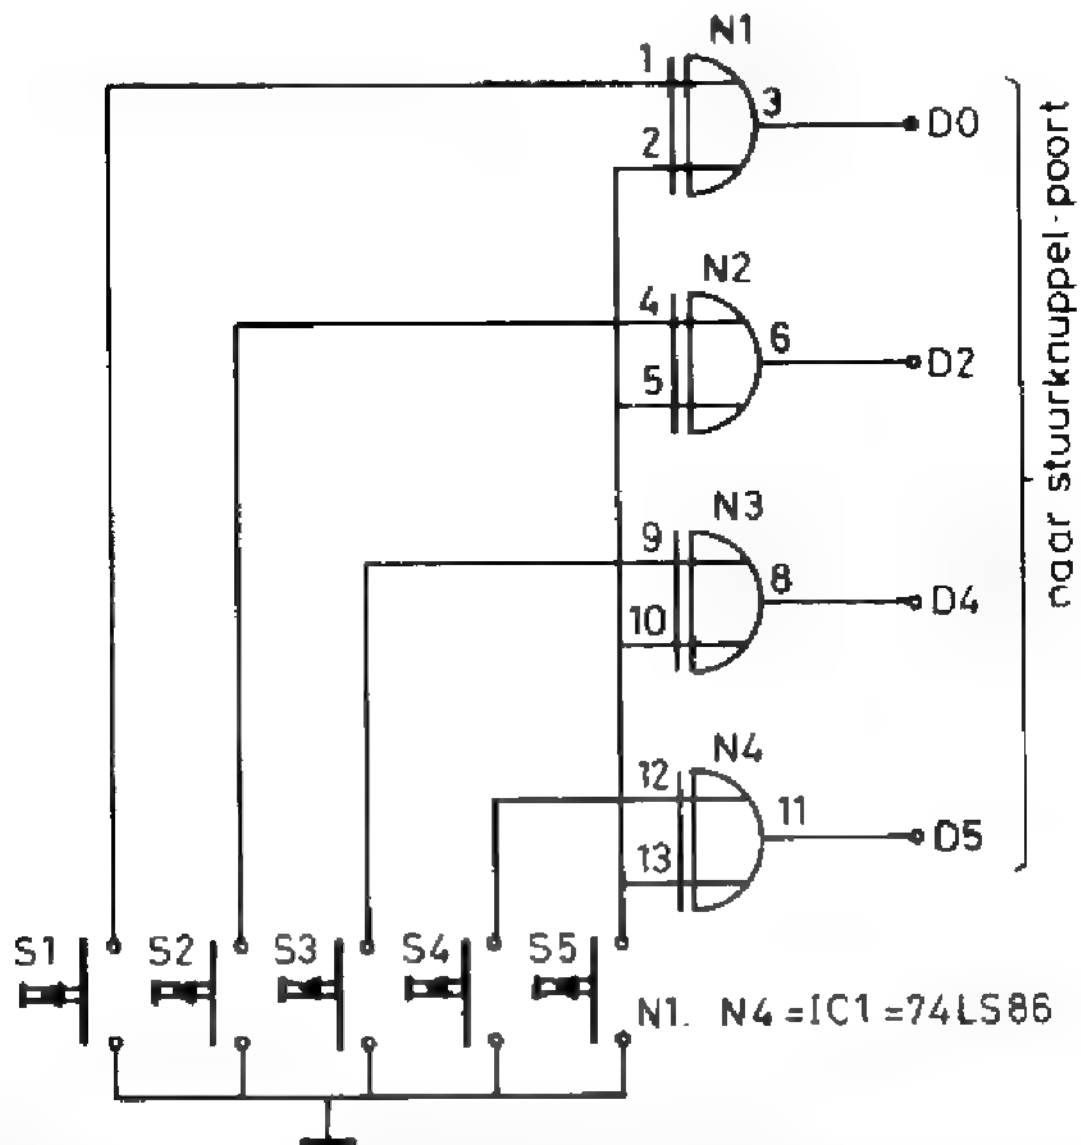 N1
1
2
3
D0
N2
4
5
6
D2
N3
9
10
8
D4
N4
12
13
11
D5
naar stuurknuppel-poort
S1
S2
S3
S4
S5
N1. N4 = IC1 = 74LS86